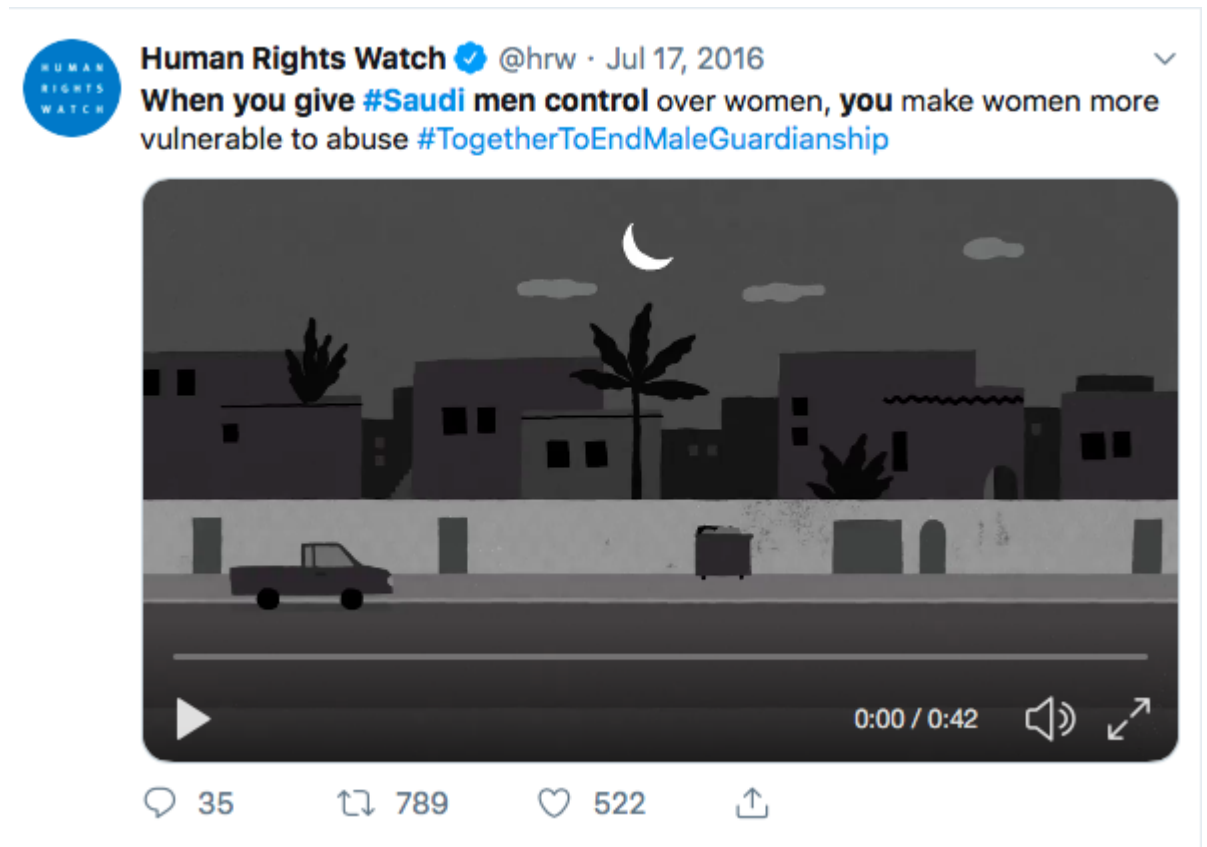 HUMAN
RIGHTS
WATCH
Human Rights Watch @hrw · Jul 17, 2016
When you give #Saudi men control over women, you make women more
vulnerable to abuse #TogetherToEndMaleGuardianship
0:00 / 0:42
35 789 522